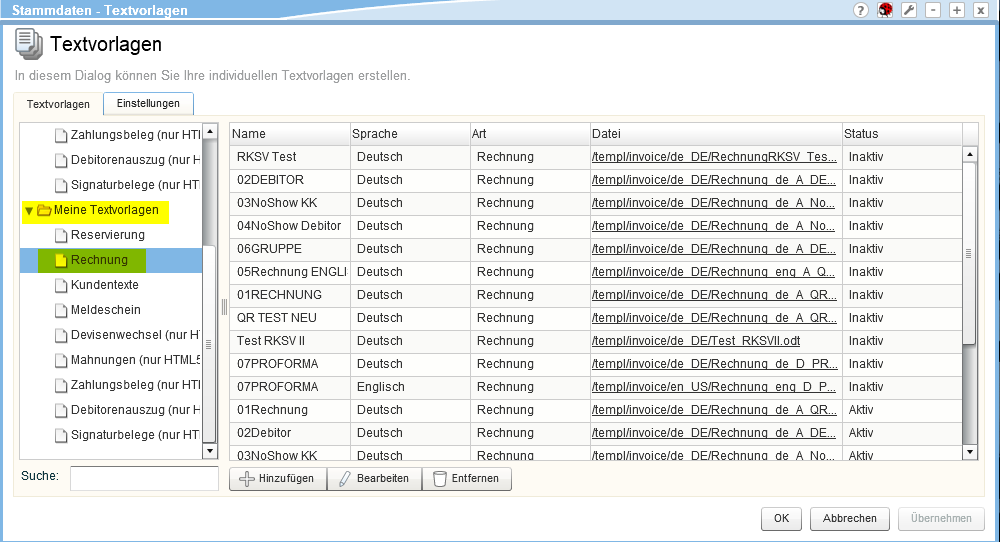 Stammdaten - Textvorlagen
Textvorlagen
In diesem Dialog können Sie Ihre individuellen Textvorlagen erstellen.
Textvorlagen Einstellungen
Zahlungsbeleg (nur HTI
Debitorenauszug (nur H
Signaturbelege (nur HTI
Meine Textvorlagen
Reservierung
Rechnung
Kundentexte
Meldeschein
Devisenwechsel (nur HT
Mahnungen (nur HTML5
Zahlungsbeleg (nur HTI
Debitorenauszug (nur H
Signaturbelege (nur HTI
Suche:
Name Sprache Art Datei Status
RKSV Test Deutsch Rechnung /templ/invoice/de_DE/RechnungRKSV_Tes... Inaktiv
02DEBITOR Deutsch Rechnung /templ/invoice/de_DE/Rechnung_de_A_DE... Inaktiv
03NoShow KK Deutsch Rechnung /templ/invoice/de_DE/Rechnung_de_A_No... Inaktiv
04NoShow Debitor Deutsch Rechnung /templ/invoice/de_DE/Rechnung_de_A_No... Inaktiv
06GRUPPE Deutsch Rechnung /templ/invoice/de_DE/Rechnung_de_A_DE... Inaktiv
05Rechnung ENGLI Deutsch Rechnung /templ/invoice/de_DE/Rechnung_eng_A_Q... Inaktiv
01RECHNUNG Deutsch Rechnung /templ/invoice/de_DE/Rechnung_de_A_QR... Inaktiv
QR TEST NEU Deutsch Rechnung /templ/invoice/de_DE/Rechnung_de_A_QR... Inaktiv
Test RKSV II Deutsch Rechnung /templ/invoice/de_DE/Test_RKSVII.odt Inaktiv
07PROFORMA Deutsch Rechnung /templ/invoice/de_DE/Rechnung_de_D_PR... Inaktiv
07PROFORMA Englisch Rechnung /templ/invoice/en_US/Rechnung_eng_D_P... Inaktiv
01Rechnung Deutsch Rechnung /templ/invoice/de_DE/Rechnung_de_A_QR... Aktiv
02Debitor Deutsch Rechnung /templ/invoice/de_DE/Rechnung_de_A_DE... Aktiv
03NoShow KK Deutsch Rechnung /templ/invoice/de_DE/Rechnung_de_A_No... Aktiv
Hinzufügen Bearbeiten Entfernen
OK Abbrechen Übernehmen